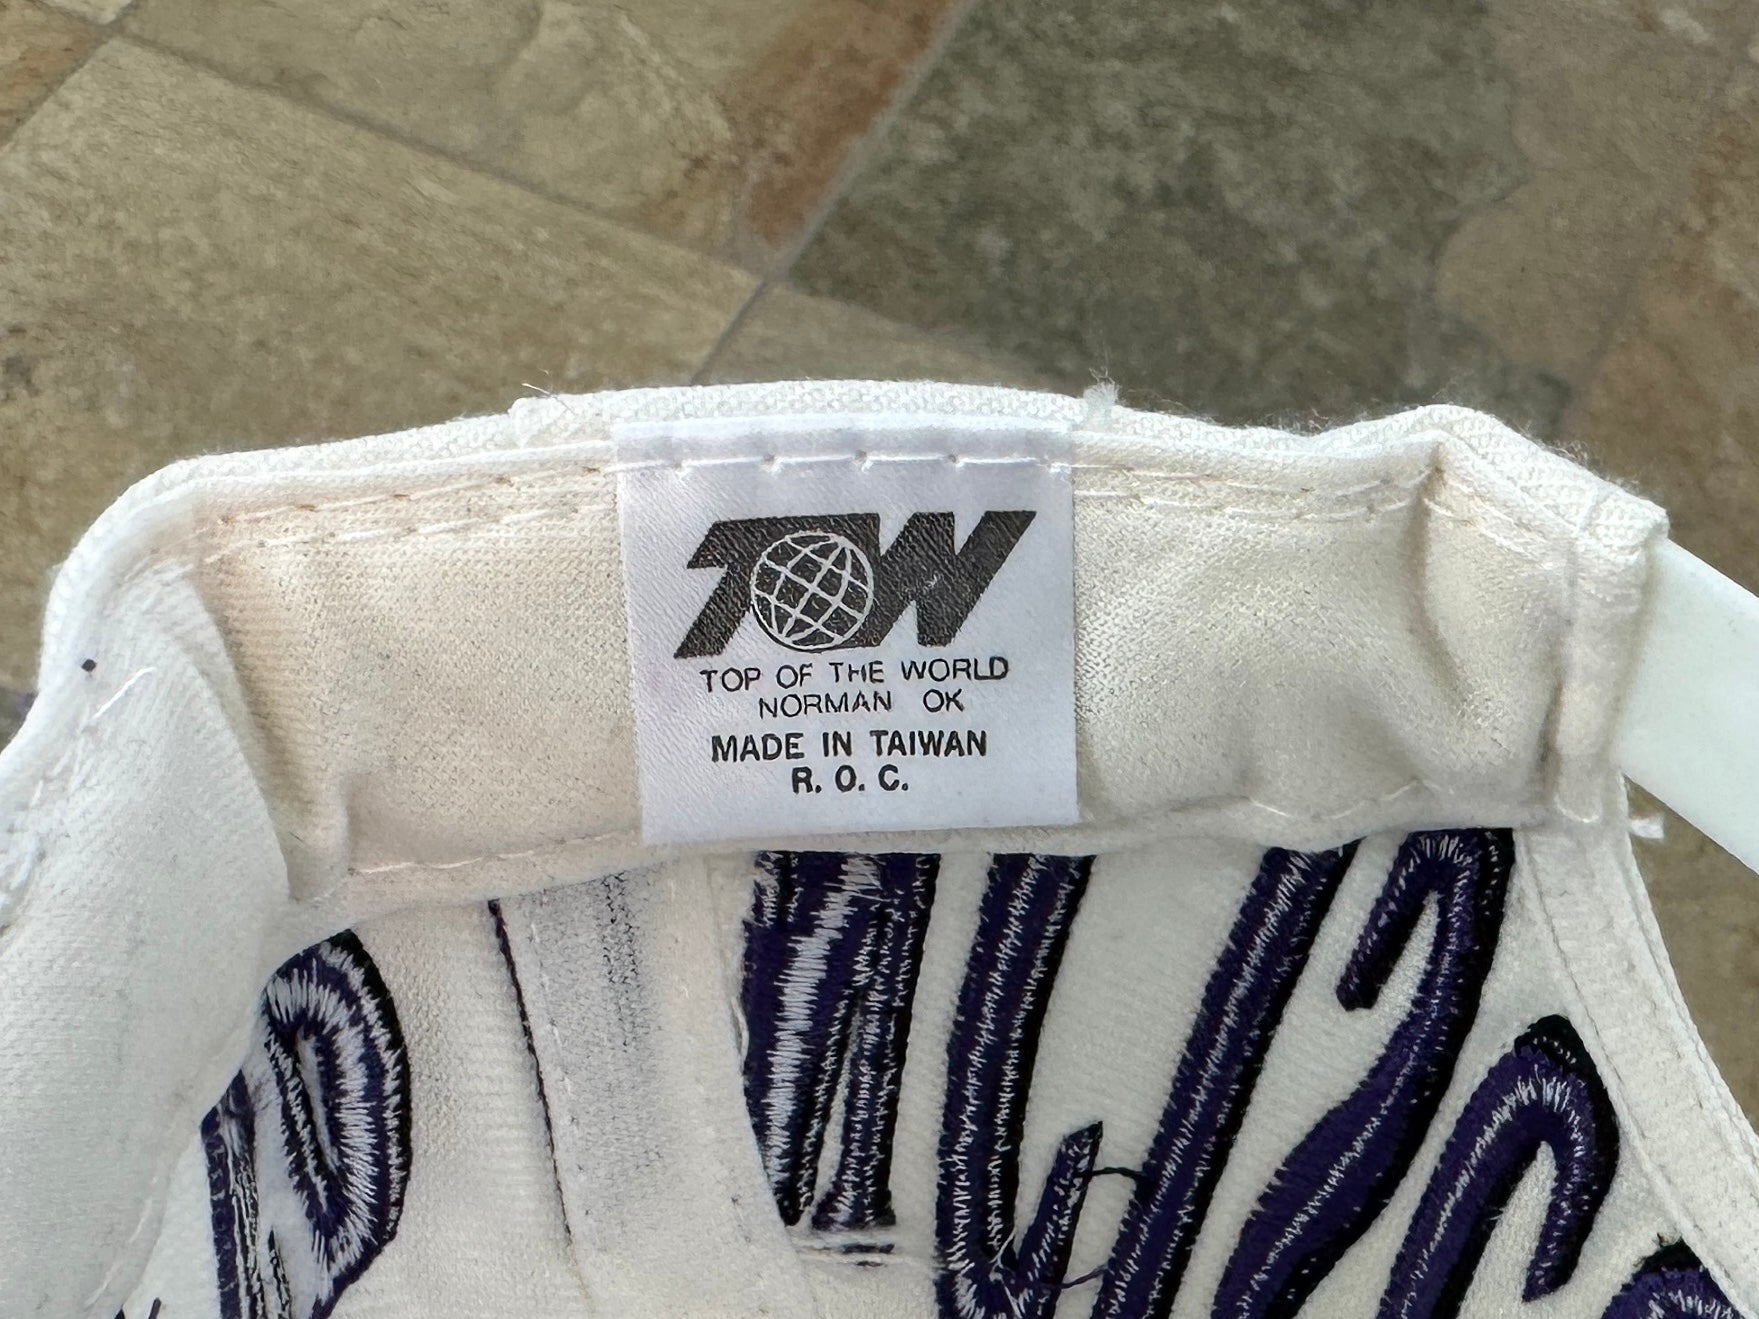 TOW
TOP OF THE WORLD
NORMAN OK
MADE IN TAIWAN
R. O. C.